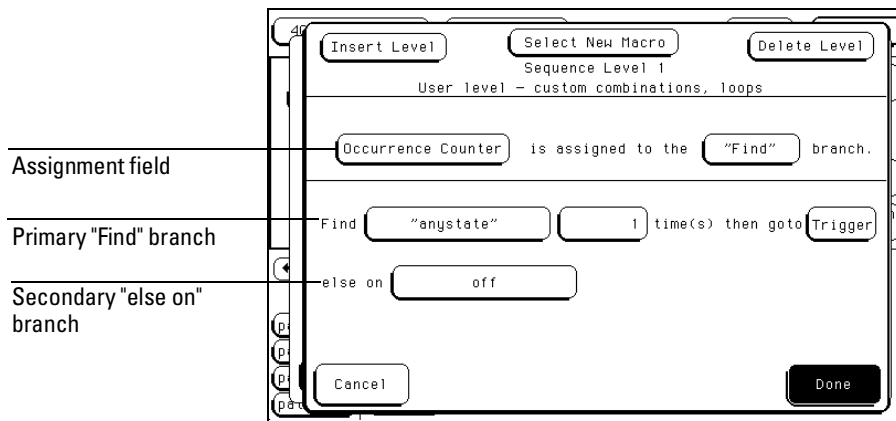 Insert Level
Select New Macro
Delete Level
Sequence Level 1
User level – custom combinations, loops
Assignment field
Occurrence Counter is assigned to the "Find" branch.
Primary "Find" branch
Find "anystate" 1 time(s) then goto Trigger
Secondary "else on"
branch
else on off
Cancel
Done